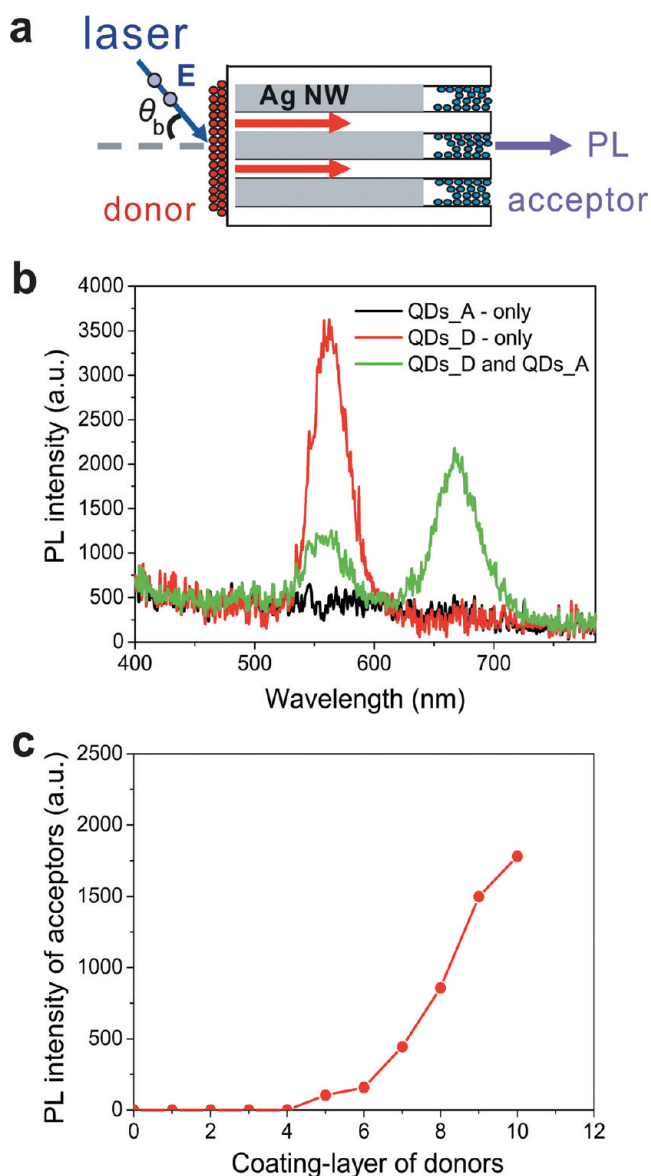 a
laser
E
θb
Ag NW
donor
PL
acceptor
b
PL intensity (a.u.)
4000
3500
3000
2500
2000
1500
1000
500
0
QDs_A - only
QDs_D - only
QDs_D and QDs_A
400 500 600 700
Wavelength (nm)
c
PL intensity of acceptors (a.u.)
2500
2000
1500
1000
500
0
0 2 4 6 8 10 12
Coating-layer of donors